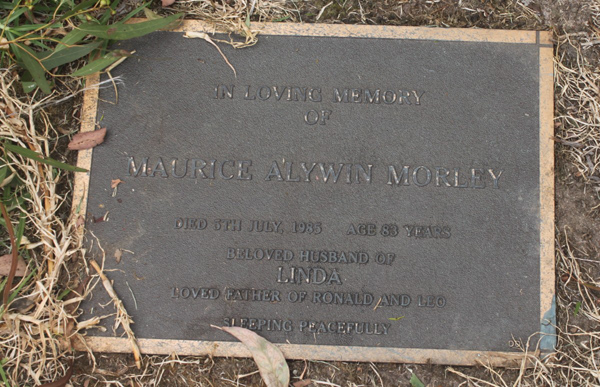 IN LOVING MEMORY
OF
MAURICE ALYWIN MORLEY
DIED 5TH JULY, 1985 AGE 83 YEARS
BELOVED HUSBAND OF
LINDA
LOVED FATHER OF RONALD AND LEO
SLEEPING PEACEFULLY